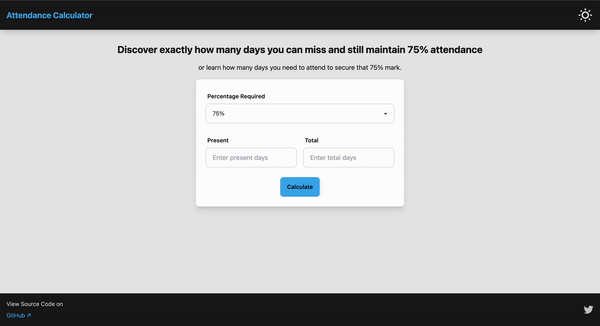 Attendance Calculator
Discover exactly how many days you can miss and still maintain 75% attendance
or learn how many days you need to attend to secure that 75% mark.
Percentage Required
75%
Present
Total
Enter present days
Enter total days
Calculate
View Source Code on
GitHub ↗